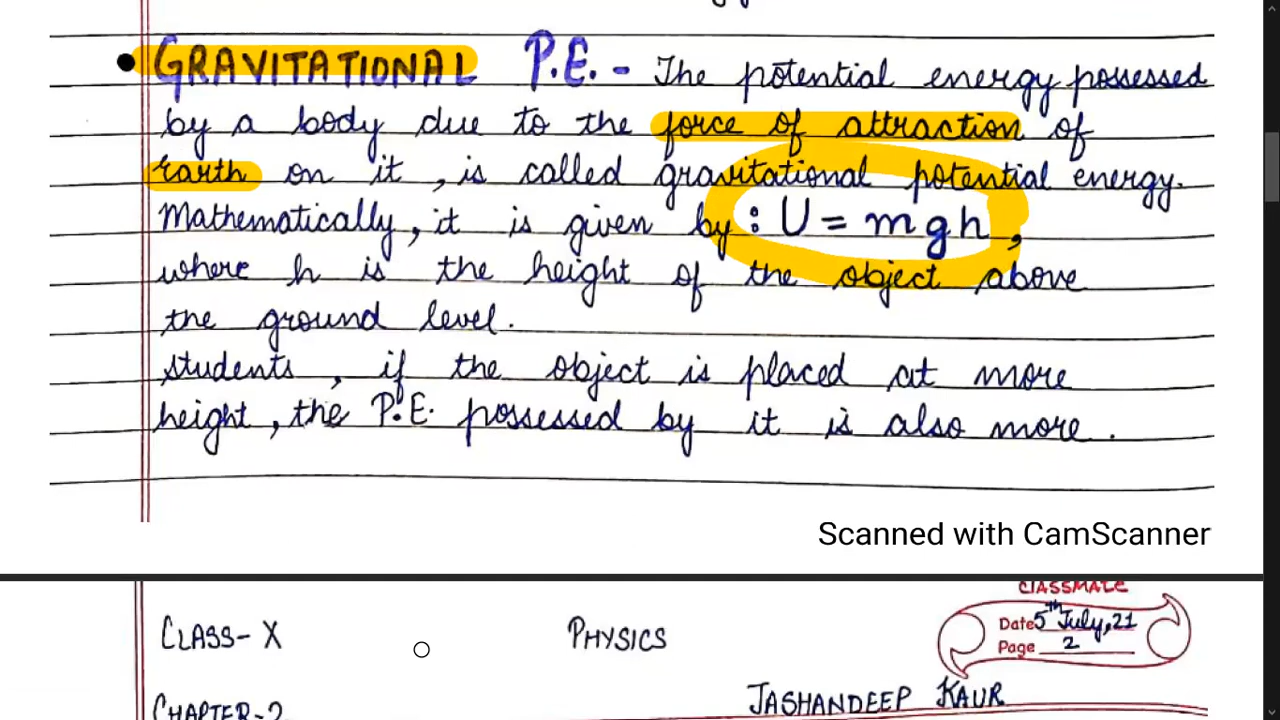 • GRAVITATIONAL P.E. - The potential energy possessed
by a body due to the force of attraction of
Earth on it, is called gravitational potential energy.
Mathematically, it is given by: U = mgh,
where h is the height of the object above
the ground level.
students, if the object is placed at more
height, the P.E. possessed by it is also more.
Scanned with CamScanner
CLASSMATE
CLASS- X PHYSICS Date 5th July, 21
Page 2
CHAPTER-2 JASHANDEEP KAUR